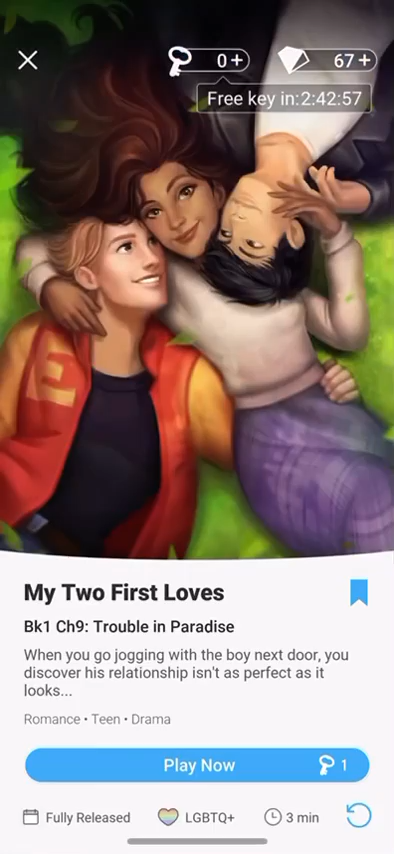 0+
67+
Free key in:2:42:57
E
My Two First Loves
Bk1 Ch9: Trouble in Paradise
When you go jogging with the boy next door, you
discover his relationship isn't as perfect as it
looks...
Romance • Teen • Drama
Play Now 1
Fully Released LGBTQ+ 3 min